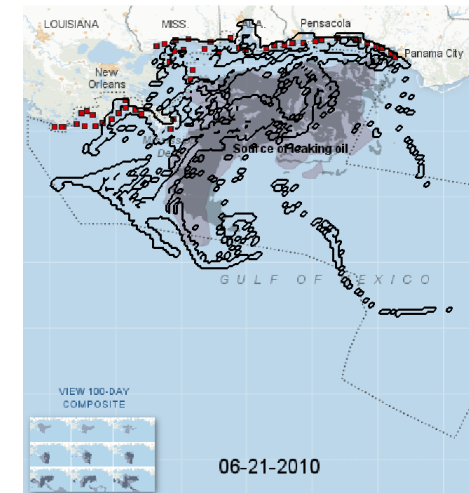 LOUISIANA
MISS.
ALA.
Pensacola
Panama City
New
Orleans
Source of leaking oil
GULF OF MEXICO
VIEW 100-DAY
COMPOSITE
06-21-2010